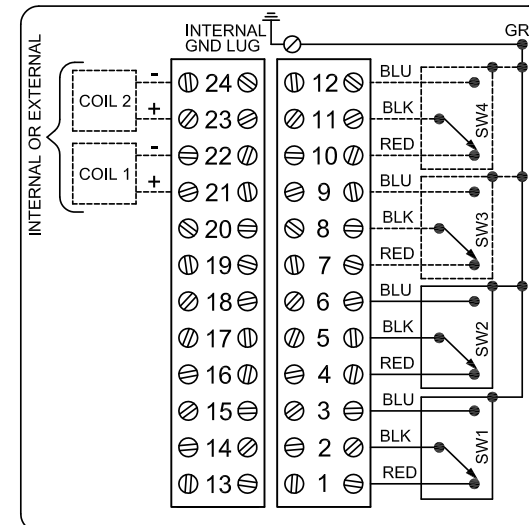 INTERNAL
GND LUG
GR
INTERNAL OR EXTERNAL
COIL 2
-
+
COIL 1
-
+
24
23
22
21
20
19
18
17
16
15
14
13
12
11
10
9
8
7
6
5
4
3
2
1
BLU
BLK
RED
SW4
BLU
BLK
RED
SW3
BLU
BLK
RED
SW2
BLU
BLK
RED
SW1